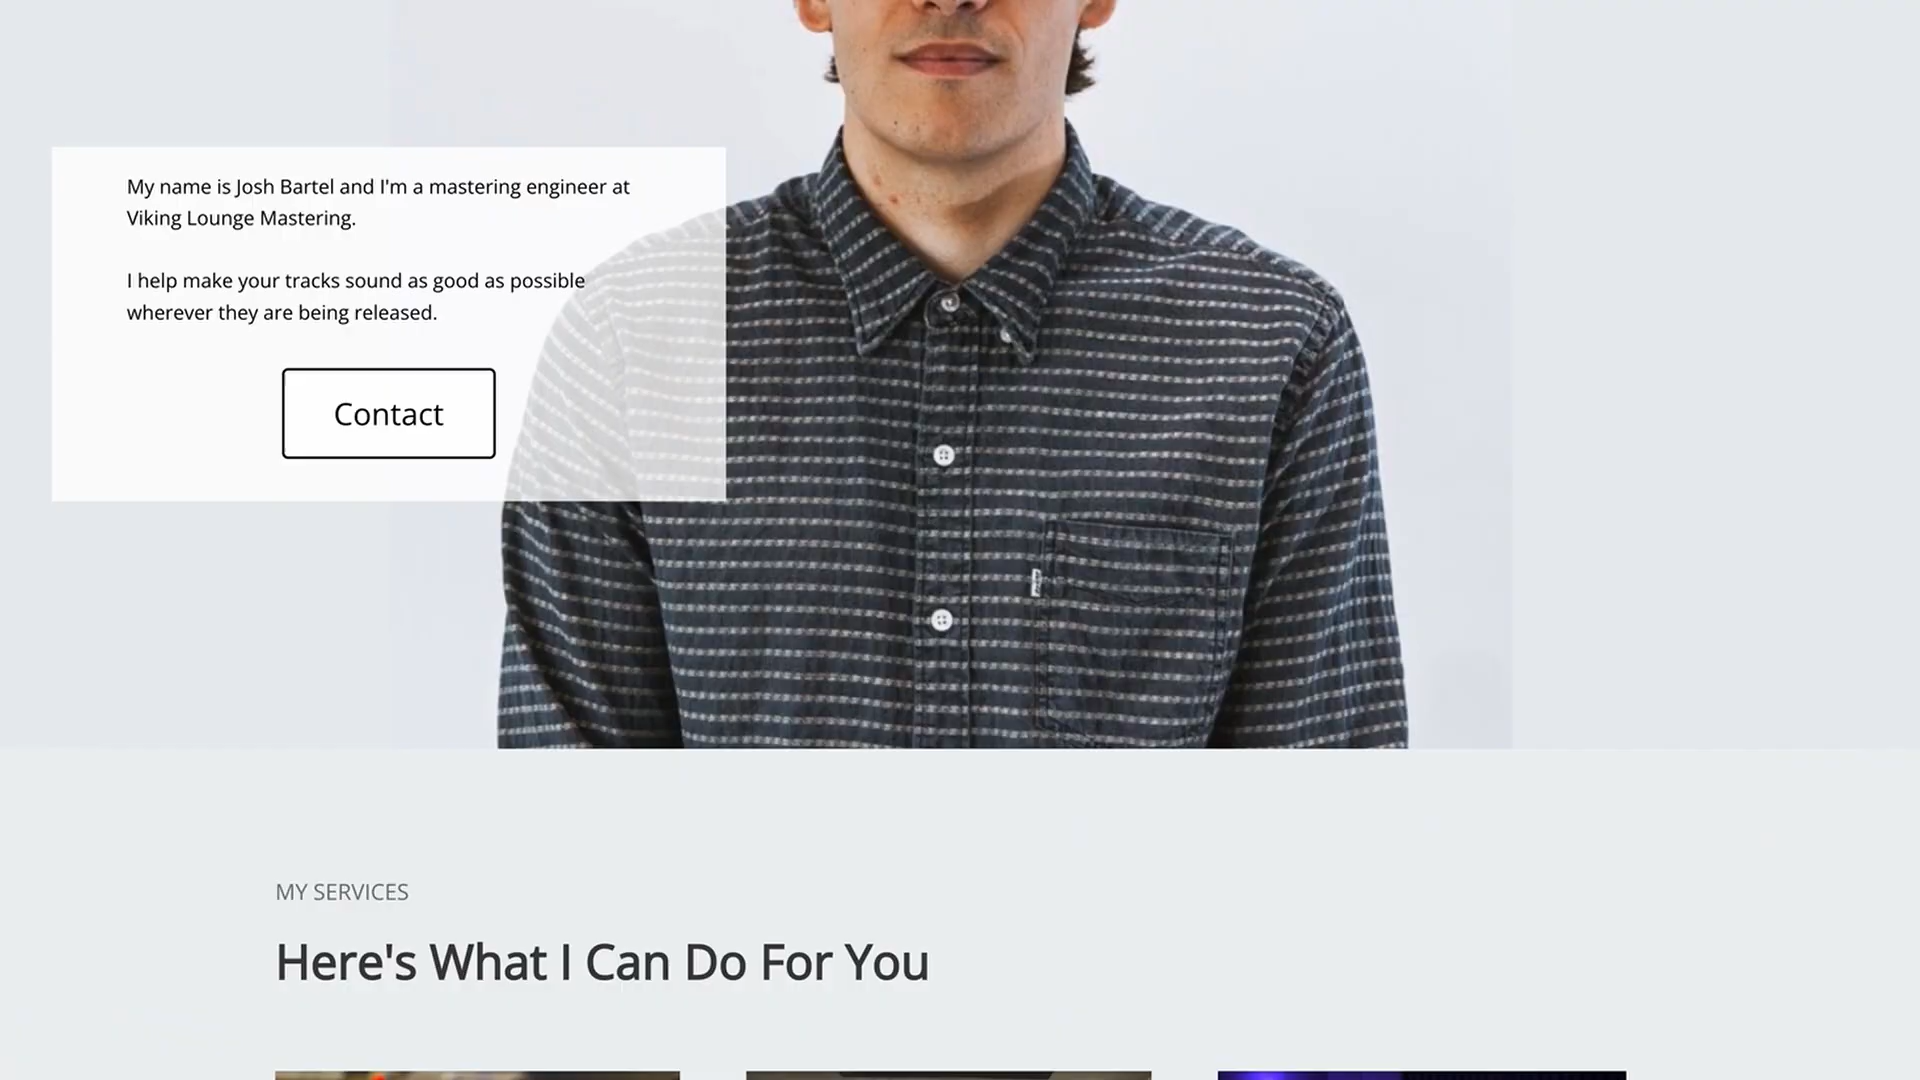 My name is Josh Bartel and I'm a mastering engineer at
Viking Lounge Mastering.
I help make your tracks sound as good as possible
wherever they are being released.
Contact
MY SERVICES
Here's What I Can Do For You